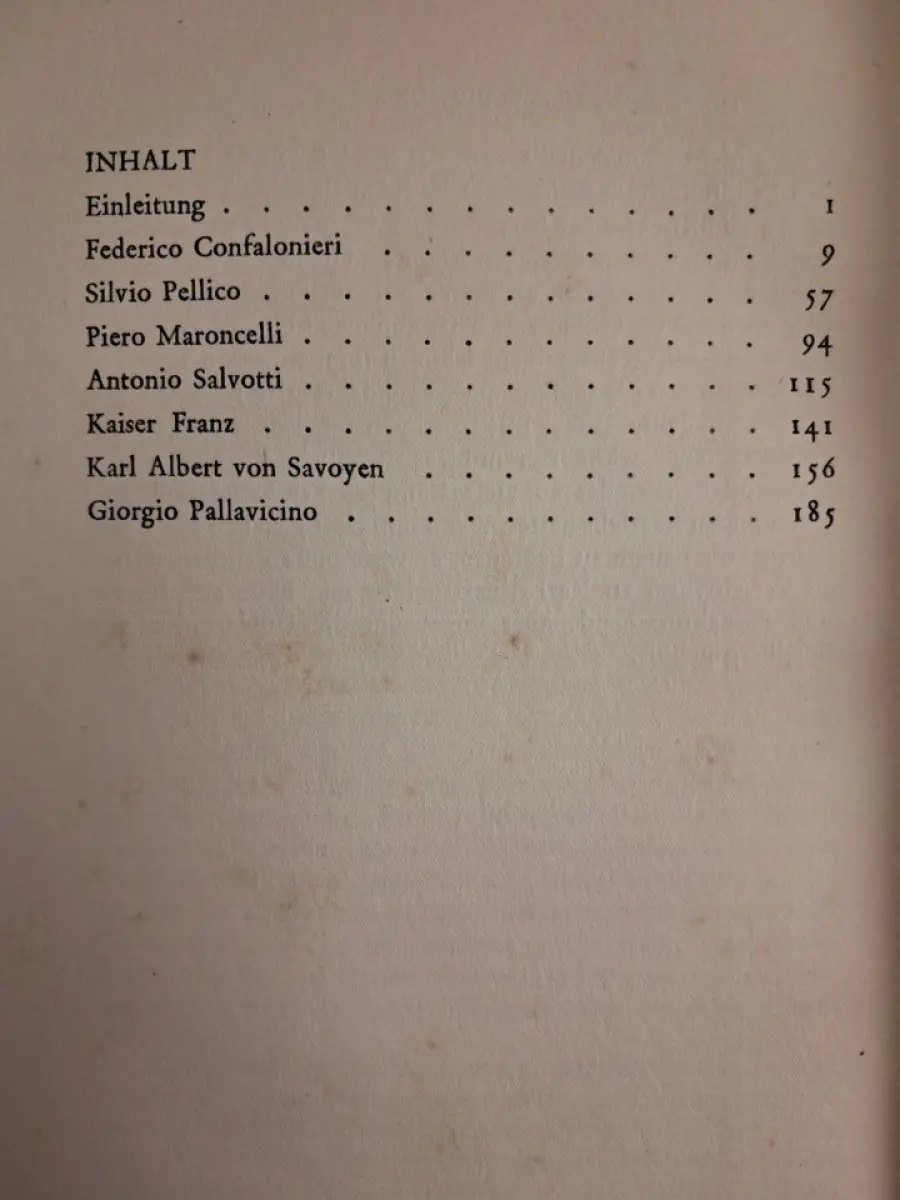 INHALT
Einleitung . . . . . . . . . . . . . . 1
Federico Confalonieri . . . . . . . . . . 9
Silvio Pellico . . . . . . . . . . . . . 57
Piero Maroncelli . . . . . . . . . . . . 94
Antonio Salvotti . . . . . . . . . . . . 115
Kaiser Franz . . . . . . . . . . . . . 141
Karl Albert von Savoyen . . . . . . . . . 156
Giorgio Pallavicino . . . . . . . . . . . 185